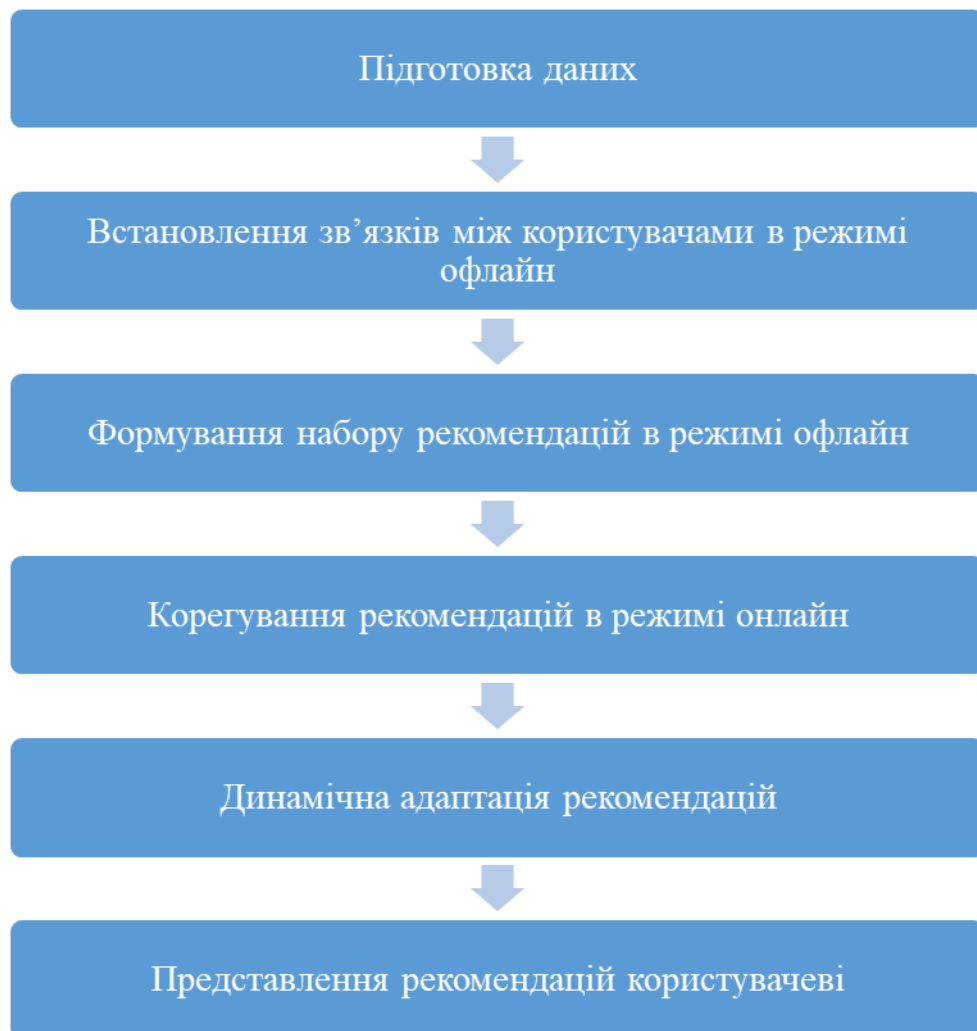 Підготовка даних
Встановлення зв’язків між користувачами в режимі
офлайн
Формування набору рекомендацій в режимі офлайн
Корегування рекомендацій в режимі онлайн
Динамічна адаптація рекомендацій
Представлення рекомендацій користувачеві